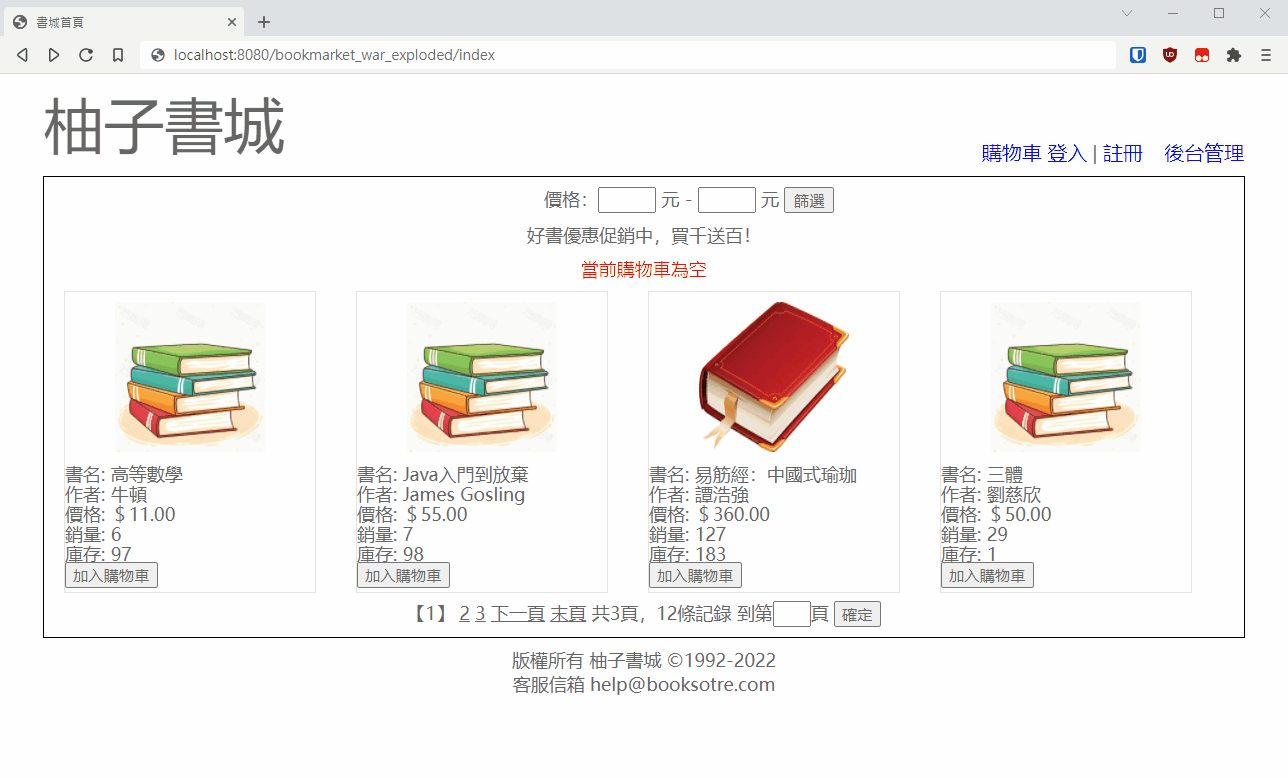 書城首頁
localhost:8080/bookmarket_war_exploded/index
柚子書城
購物車 登入 | 註冊 後台管理
價格： 元 - 元 篩選
好書優惠促銷中，買千送百！
當前購物車為空
書名: 高等數學
作者: 牛頓
價格: ＄11.00
銷量: 6
庫存: 97
加入購物車
書名: Java入門到放棄
作者: James Gosling
價格: ＄55.00
銷量: 7
庫存: 98
加入購物車
書名: 易筋經：中國式瑜珈
作者: 譚浩強
價格: ＄360.00
銷量: 127
庫存: 183
加入購物車
書名: 三體
作者: 劉慈欣
價格: ＄50.00
銷量: 29
庫存: 1
加入購物車
【1】 2 3 下一頁 末頁 共3頁，12條記錄 到第 頁 確定
版權所有 柚子書城 ©1992-2022
客服信箱 help@booksotre.com